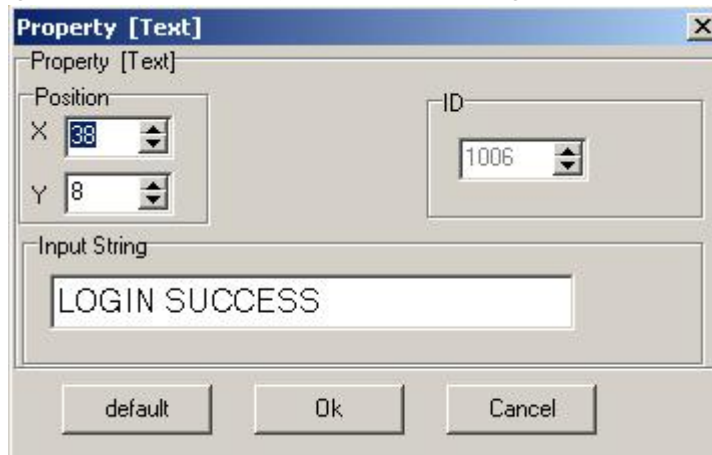 Property [Text]
Property [Text]
Position
ID
X 38
1006
Y 8
Input String
LOGIN SUCCESS
default Ok Cancel